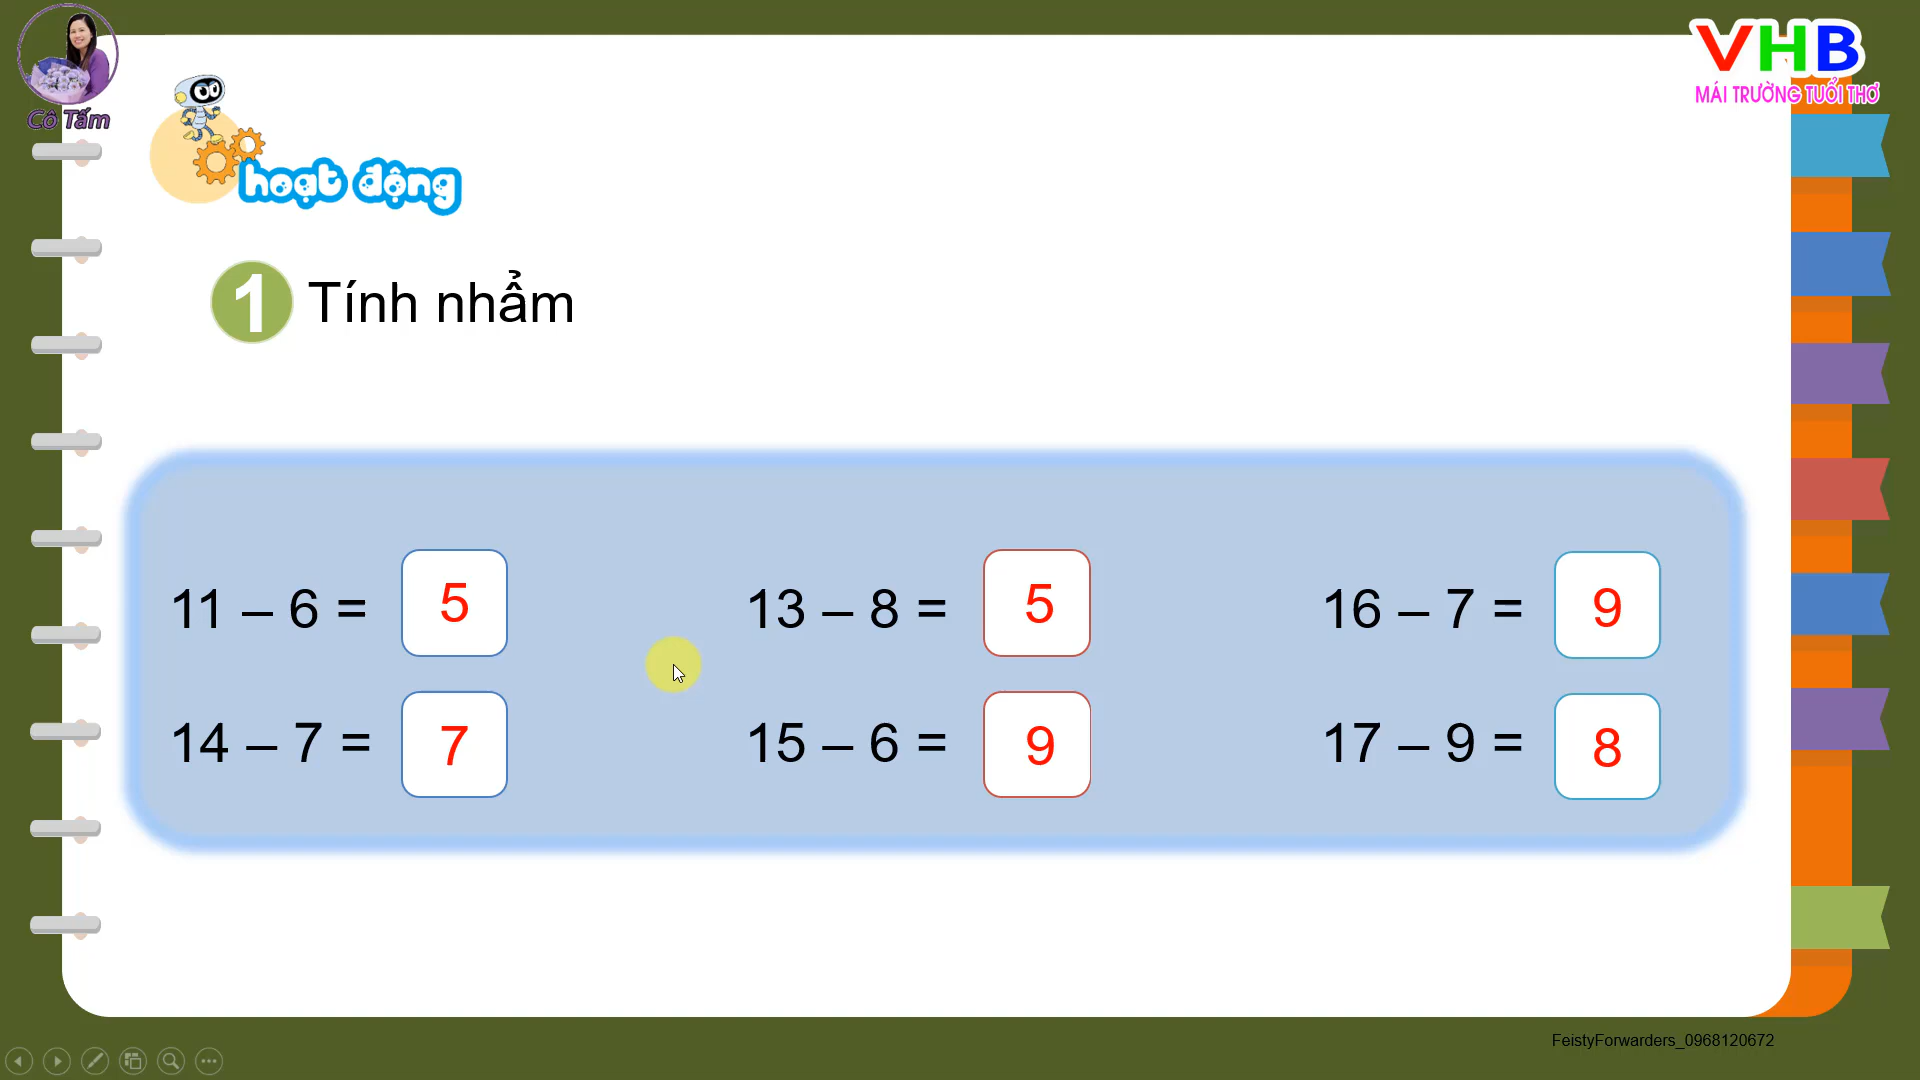 Cô Tấm
VHB
MÁI TRƯỜNG TUỔI THƠ
hoạt động
1 Tính nhẩm
11 – 6 = 5
13 – 8 = 5
16 – 7 = 9
14 – 7 = 7
15 – 6 = 9
17 – 9 = 8
FeistyForwarders_0968120672